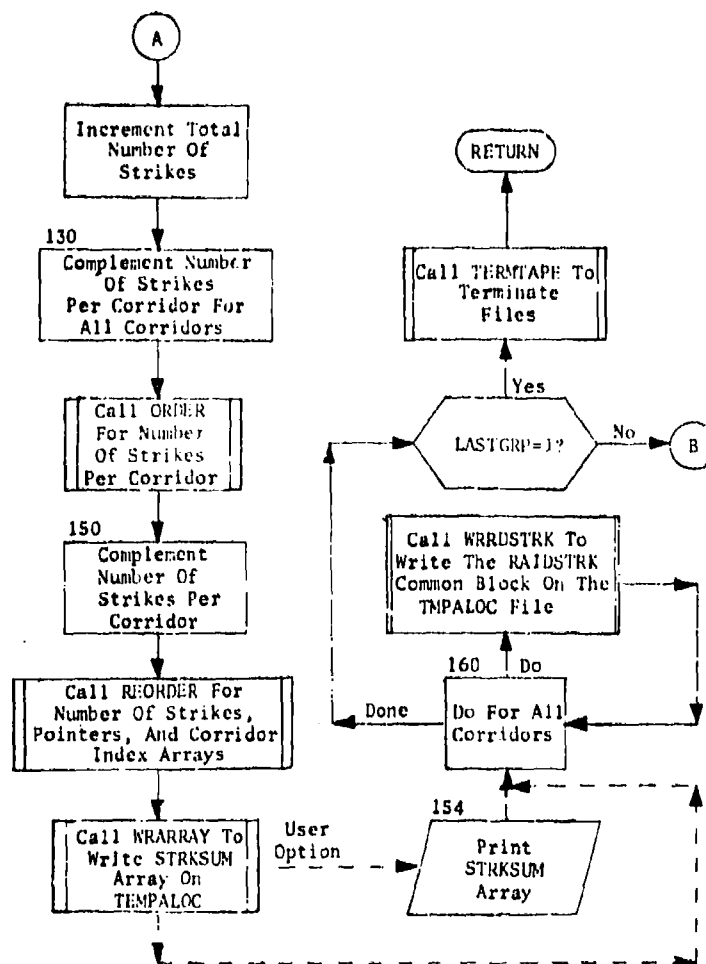 A
Increment Total
Number Of
Strikes
130
Complement Number
Of Strikes
Per Corridor For
All Corridors
Call ORDER
For Number
Of Strikes
Per Corridor
150
Complement
Number Of
Strikes Per
Corridor
Call REORDER For
Number Of Strikes,
Pointers, And Corridor
Index Arrays
Call WRARRAY To
Write STRKSUM
Array On
TEMPALOC
User
Option
RETURN
Call TERMTAPE To
Terminate
Files
Yes
LASTGRP=1?
No
B
Call WRRDSTRK To
Write The RAIDSTRK
Common Block On The
TMPALOC File
160
Do
Done
Do For All
Corridors
154
Print
STRKSUM
Array